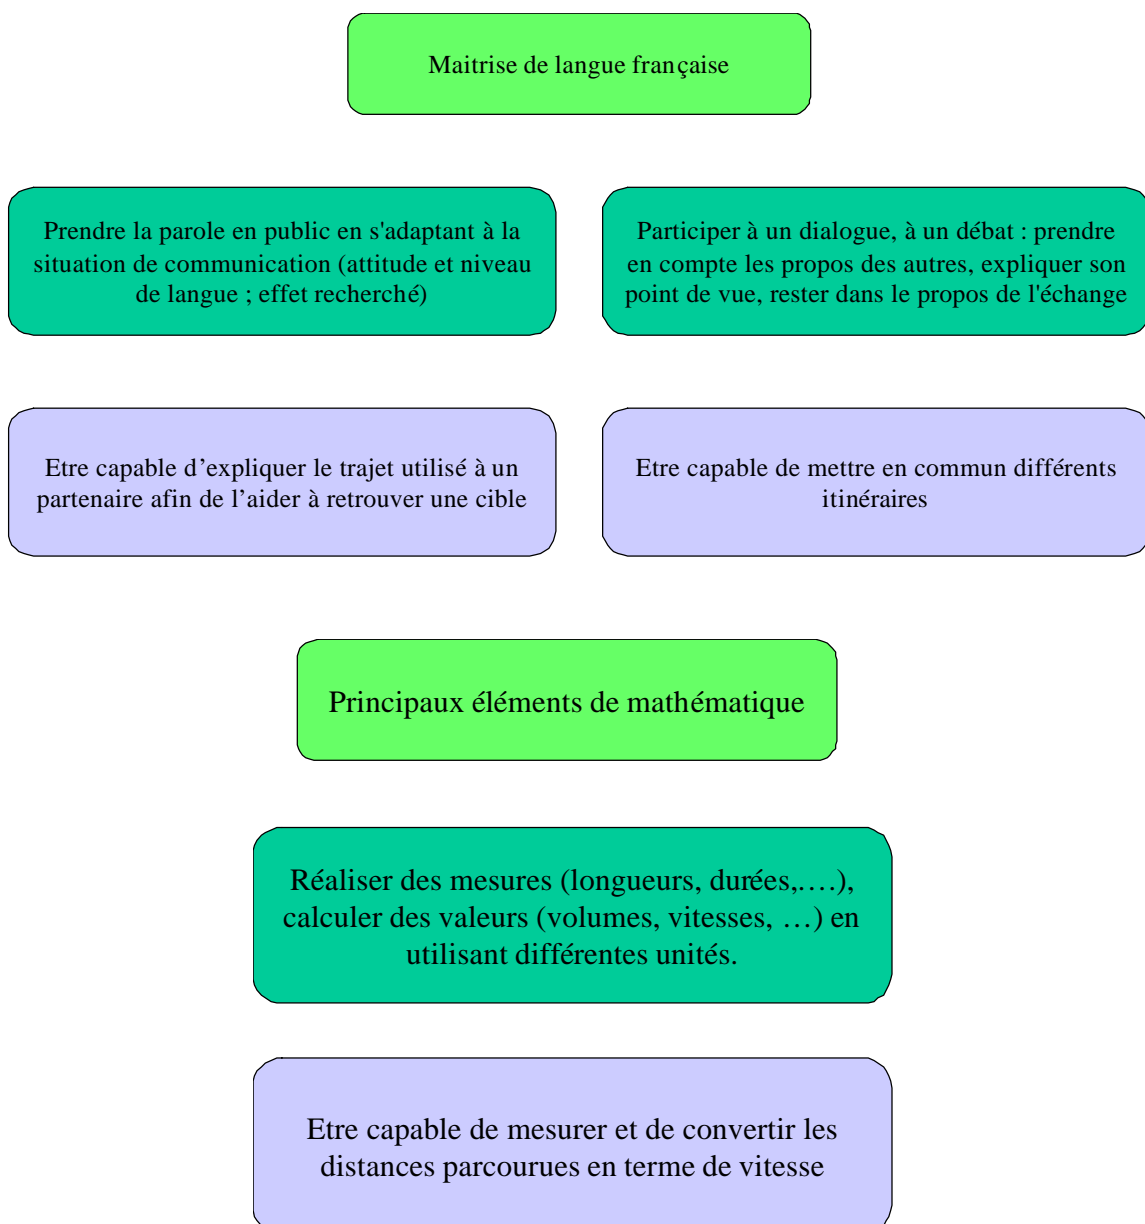 Maitrise de langue française
Prendre la parole en public en s'adaptant à la
situation de communication (attitude et niveau
de langue ; effet recherché)
Participer à un dialogue, à un débat : prendre
en compte les propos des autres, expliquer son
point de vue, rester dans le propos de l'échange
Etre capable d’expliquer le trajet utilisé à un
partenaire afin de l’aider à retrouver une cible
Etre capable de mettre en commun différents
itinéraires
Principaux éléments de mathématique
Réaliser des mesures (longueurs, durées,.…),
calculer des valeurs (volumes, vitesses, …) en
utilisant différentes unités.
Etre capable de mesurer et de convertir les
distances parcourues en terme de vitesse